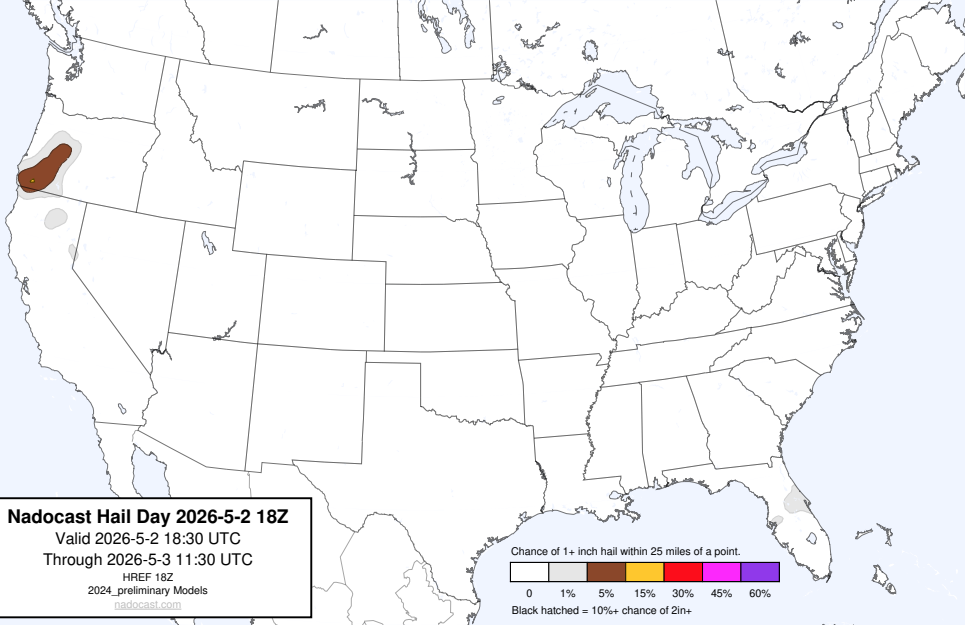 Nadocast Hail Day 2026-5-2 18Z
Valid 2026-5-2 18:30 UTC
Through 2026-5-3 11:30 UTC
HREF 18Z
2024_preliminary Models
nadocast.com
Chance of 1+ inch hail within 25 miles of a point.
0 1% 5% 15% 30% 45% 60%
Black hatched = 10%+ chance of 2in+